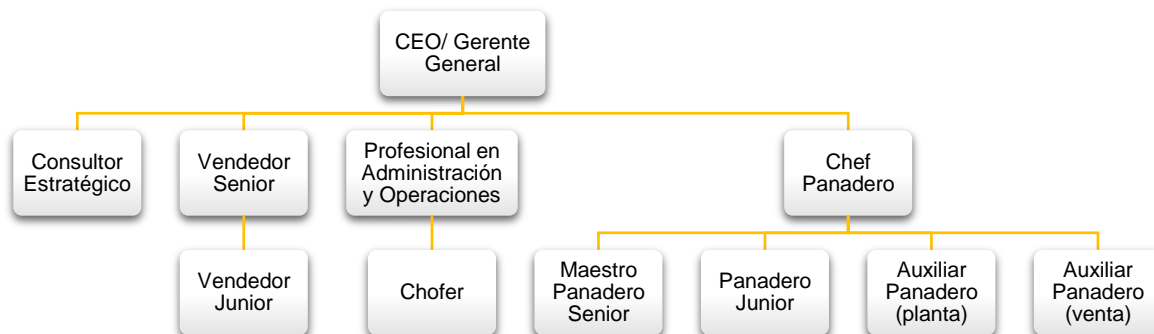 CEO/ Gerente
General
Consultor
Estratégico
Vendedor
Senior
Profesional en
Administración
y Operaciones
Chef
Panadero
Vendedor
Junior
Chofer
Maestro
Panadero
Senior
Panadero
Junior
Auxiliar
Panadero
(planta)
Auxiliar
Panadero
(venta)